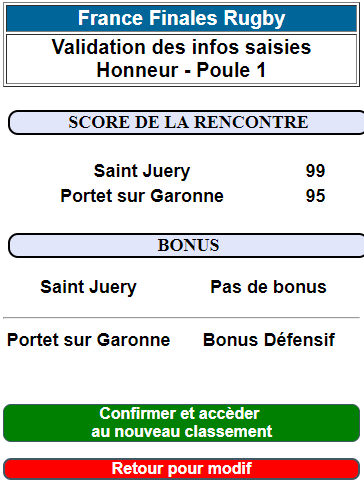 France Finales Rugby
Validation des infos saisies
Honneur - Poule 1
SCORE DE LA RENCONTRE
Saint Juery 99
Portet sur Garonne 95
BONUS
Saint Juery Pas de bonus
Portet sur Garonne Bonus Défensif
Confirmer et accèder
au nouveau classement
Retour pour modif